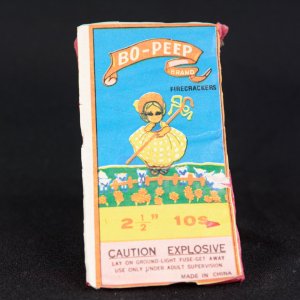 BO-PEEP
BRAND
FIRECRACKERS
2 1/2" 10S
CAUTION EXPLOSIVE
LAY ON GROUND-LIGHT FUSE-GET AWAY
USE ONLY UNDER ADULT SUPERVISION
MADE IN CHINA